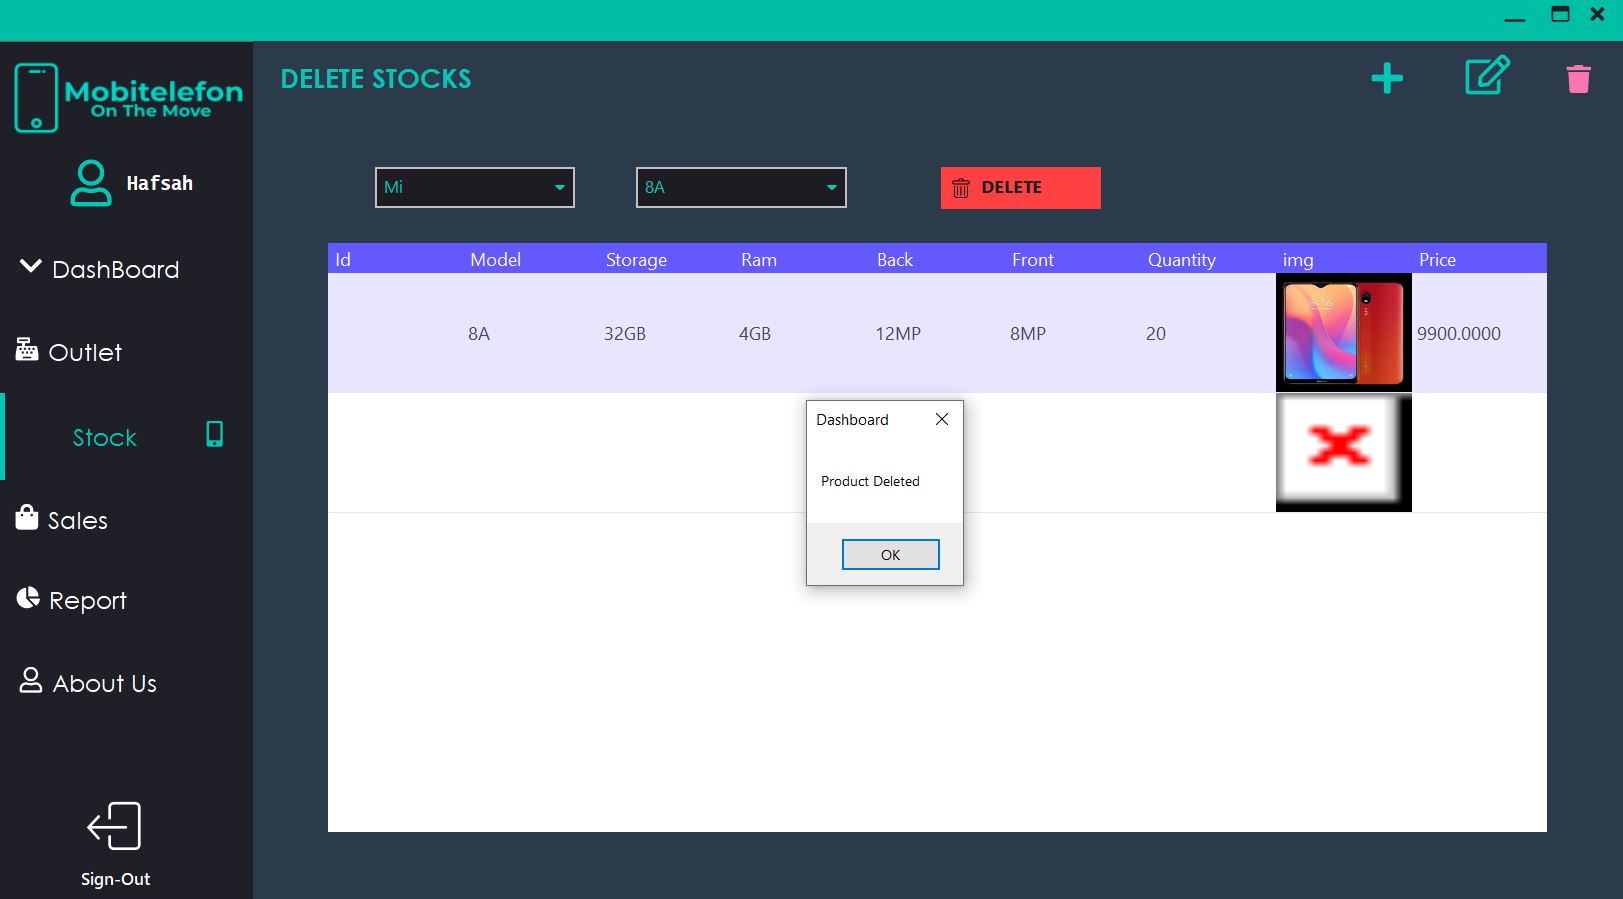 Mobitelefon
On The Move
Hafsah
DashBoard
Outlet
Stock
Sales
Report
About Us
Sign-Out
DELETE STOCKS
Mi
8A
DELETE
Id Model Storage Ram Back Front Quantity img Price
8A 32GB 4GB 12MP 8MP 20 9900.0000
9:16
Dashboard
Product Deleted
OK